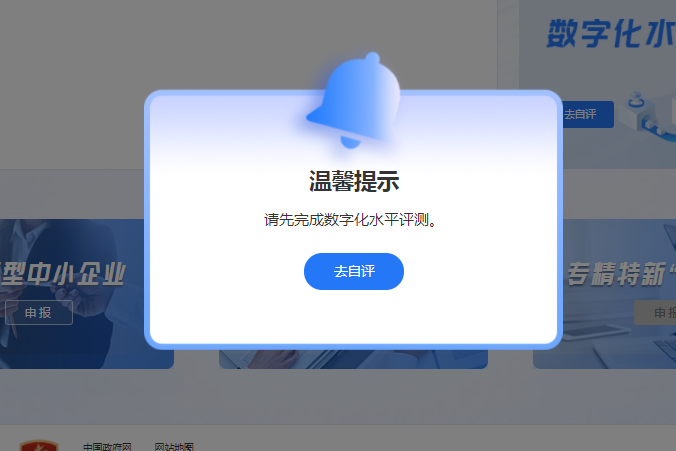 数字化水
去自评
温馨提示
请先完成数字化水平评测。
去自评
型中小企业
申报
专精特新“
申报
中国政府网 网站地图